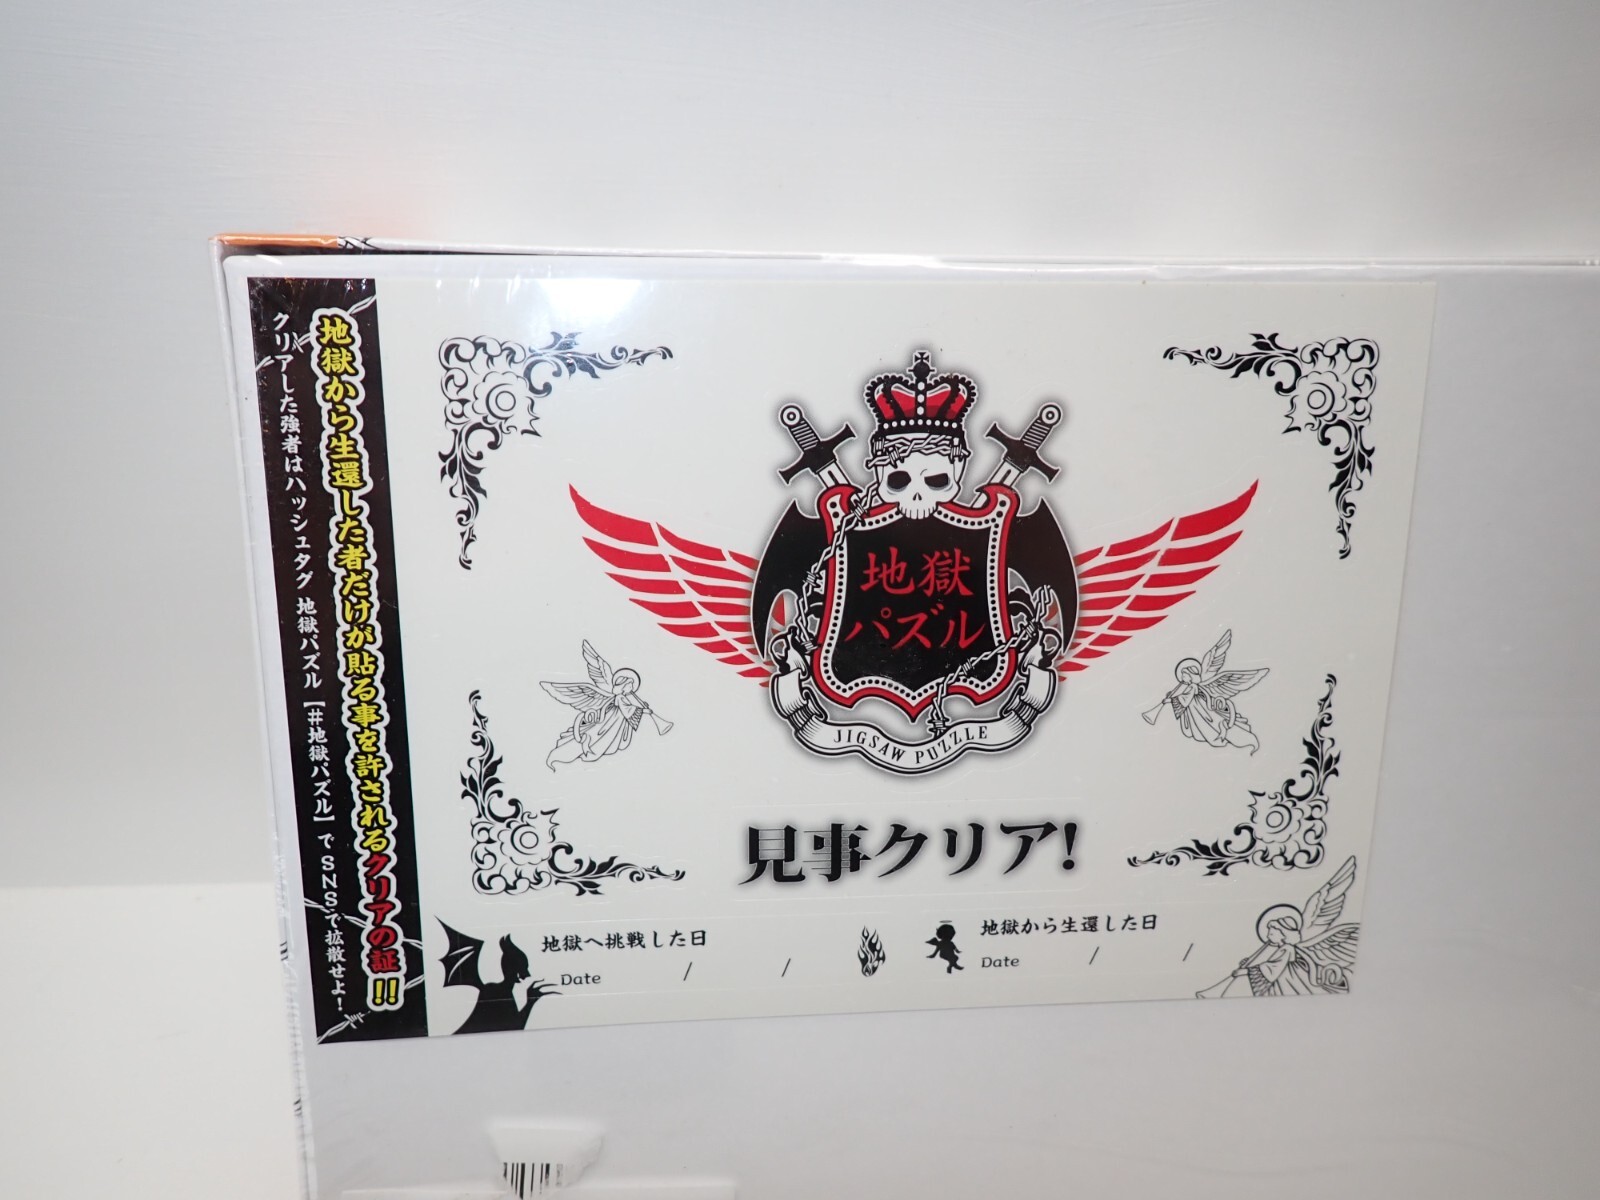 地獄から生還した者だけが貼る事を許されるクリアの証!!
クリアした強者はハッシュタグ 地獄パズル【#地獄パズル】で SNSで拡散せよ!
地獄
パズル
JIGSAW PUZZLE
見事クリア!
地獄へ挑戦した日
Date / /
地獄から生還した日
Date / /